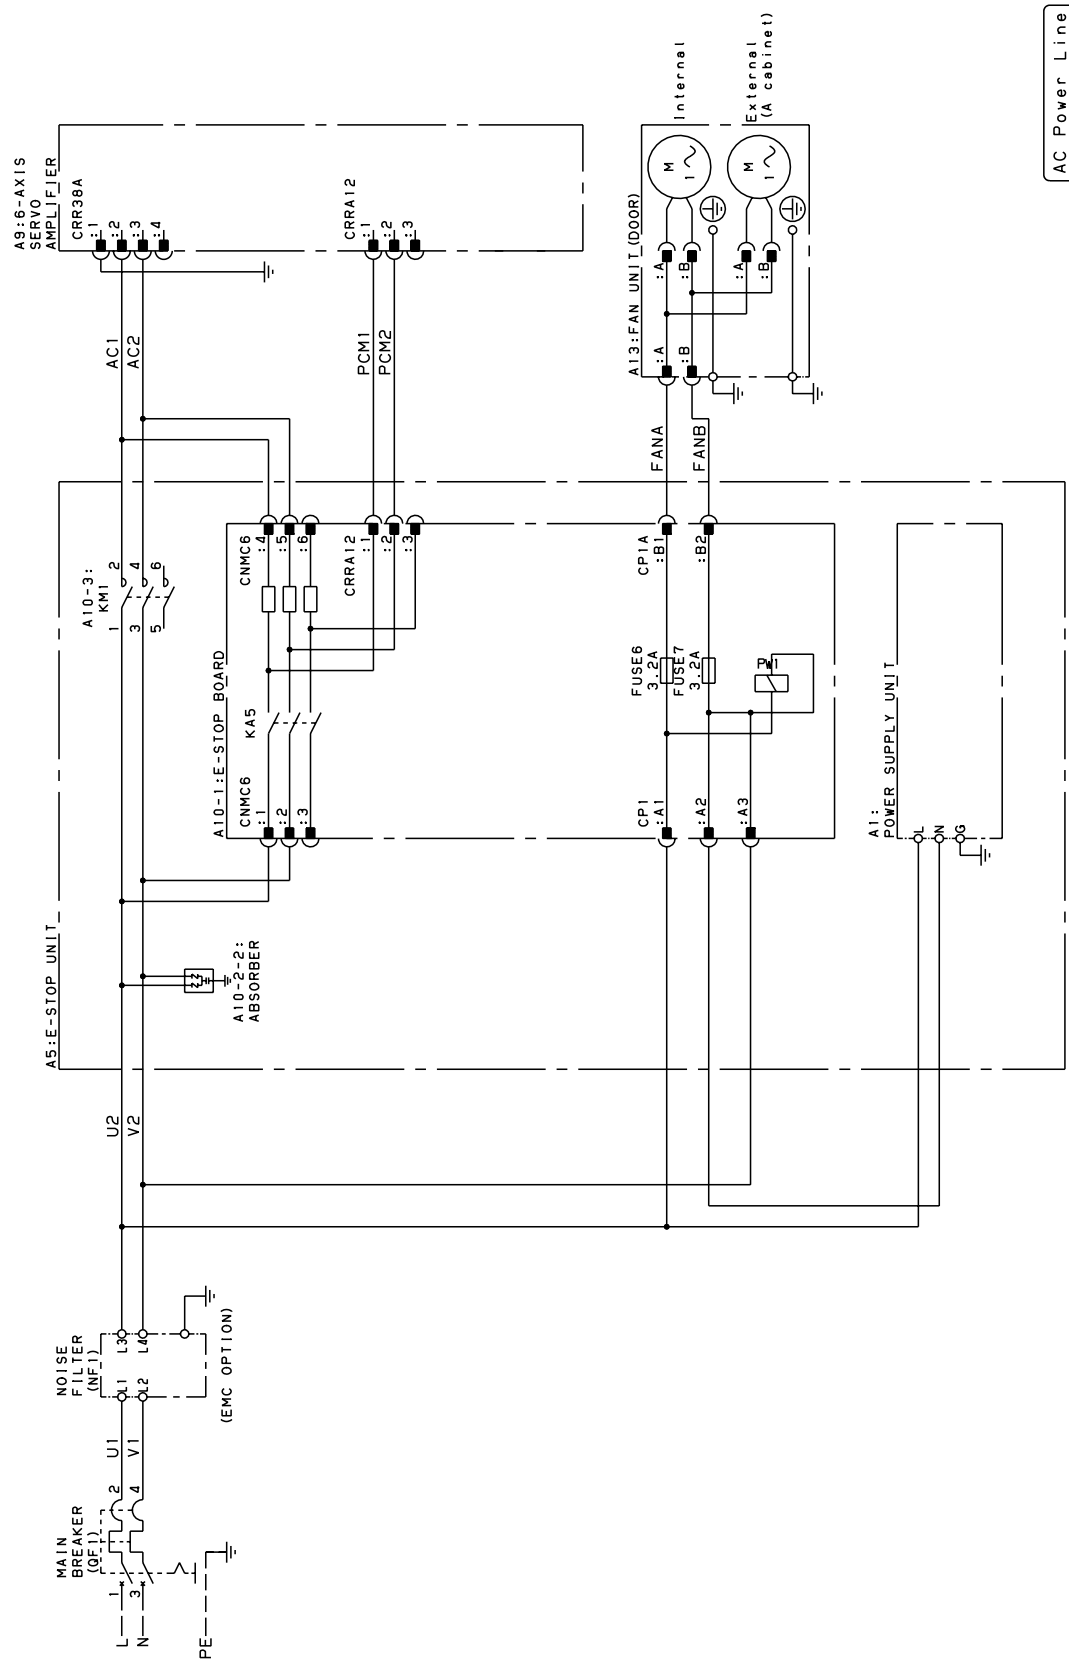 AC Power Line
A9:6-AXIS
SERVO
AMPLIFIER
CRR38A
:1
:2
:3
:4
CRRA12
:1
:2
:3
AC1
AC2
PCM1
PCM2
Internal
External
(A cabinet)
M
1
M
1
A13:FAN UNIT(DOOR)
:A
:B
:A
:B
:A
:B
FANA
FANB
A5:E-STOP UNIT
A10-3:
KM1
1
2
3
4
5
6
A10-1:E-STOP BOARD
CNMC6
:4
:5
:6
CRRA12
:1
:2
:3
KA5
CNMC6
:1
:2
:3
CP1A
:B1
:B2
FUSE6
3.2A
FUSE7
3.2A
PW1
CP1
:A1
:A2
:A3
A1:
POWER SUPPLY UNIT
L
N
G
A10-2-2:
ABSORBER
U2
V2
NOISE
FILTER
(NF1)
L1
L2
L3
L4
(EMC OPTION)
U1
V1
MAIN
BREAKER
(QF1)
1
2
3
4
L
N
PE